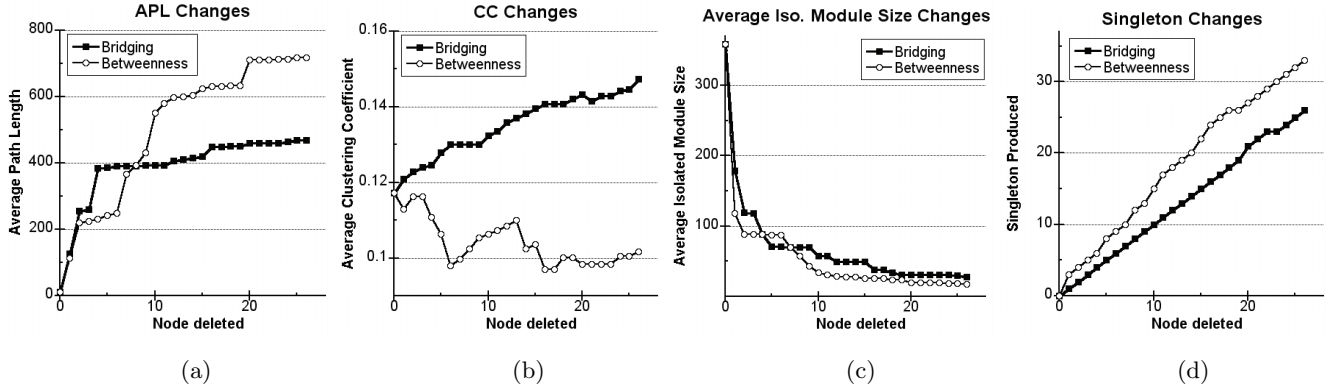 APL Changes
800
600
400
200
0
0
10
20
Average Path Length
Node deleted
Bridging
Betweenness
(a)
CC Changes
0.16
0.14
0.12
0.1
0
10
20
Average Clustering Coefficient
Node deleted
Bridging
Betweenness
(b)
Average Iso. Module Size Changes
300
200
100
0
10
20
Average Isolated Module Size
Node deleted
Bridging
Betweenness
(c)
Singleton Changes
30
20
10
0
0
10
20
Singleton Produced
Node deleted
Bridging
Betweenness
(d)